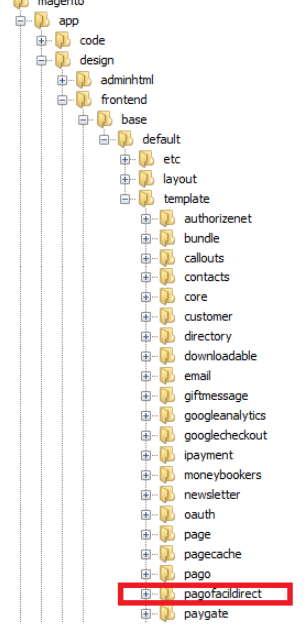 magento
app
code
design
adminhtml
frontend
base
default
etc
layout
template
authorizenet
bundle
callouts
contacts
core
customer
directory
downloadable
email
giftmessage
googleanalytics
googlecheckout
ipayment
moneybookers
newsletter
oauth
page
pagecache
pago
pagofacildirect
paygate